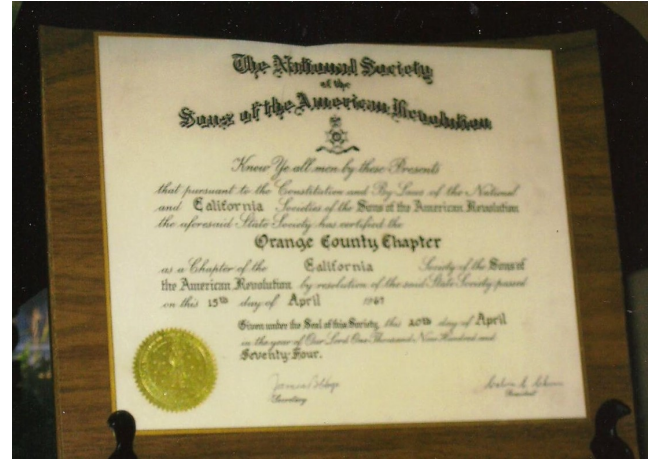 The National Society
of the
Sons of the American Revolution
Know Ye all men by these Presents
that pursuant to the Constitution and By-Laws of the National
and California Societies of the Sons of the American Revolution
the aforesaid State Society has certified the
Orange County Chapter
as a Chapter of the California Society of the Sons of
the American Revolution by resolution of the said State Society passed
on this 15th day of April 1967
Given under the Seal of this Society, this 20th day of April
in the year of Our Lord One Thousand Nine Hundred and
Seventy-Four.
Secretary
President